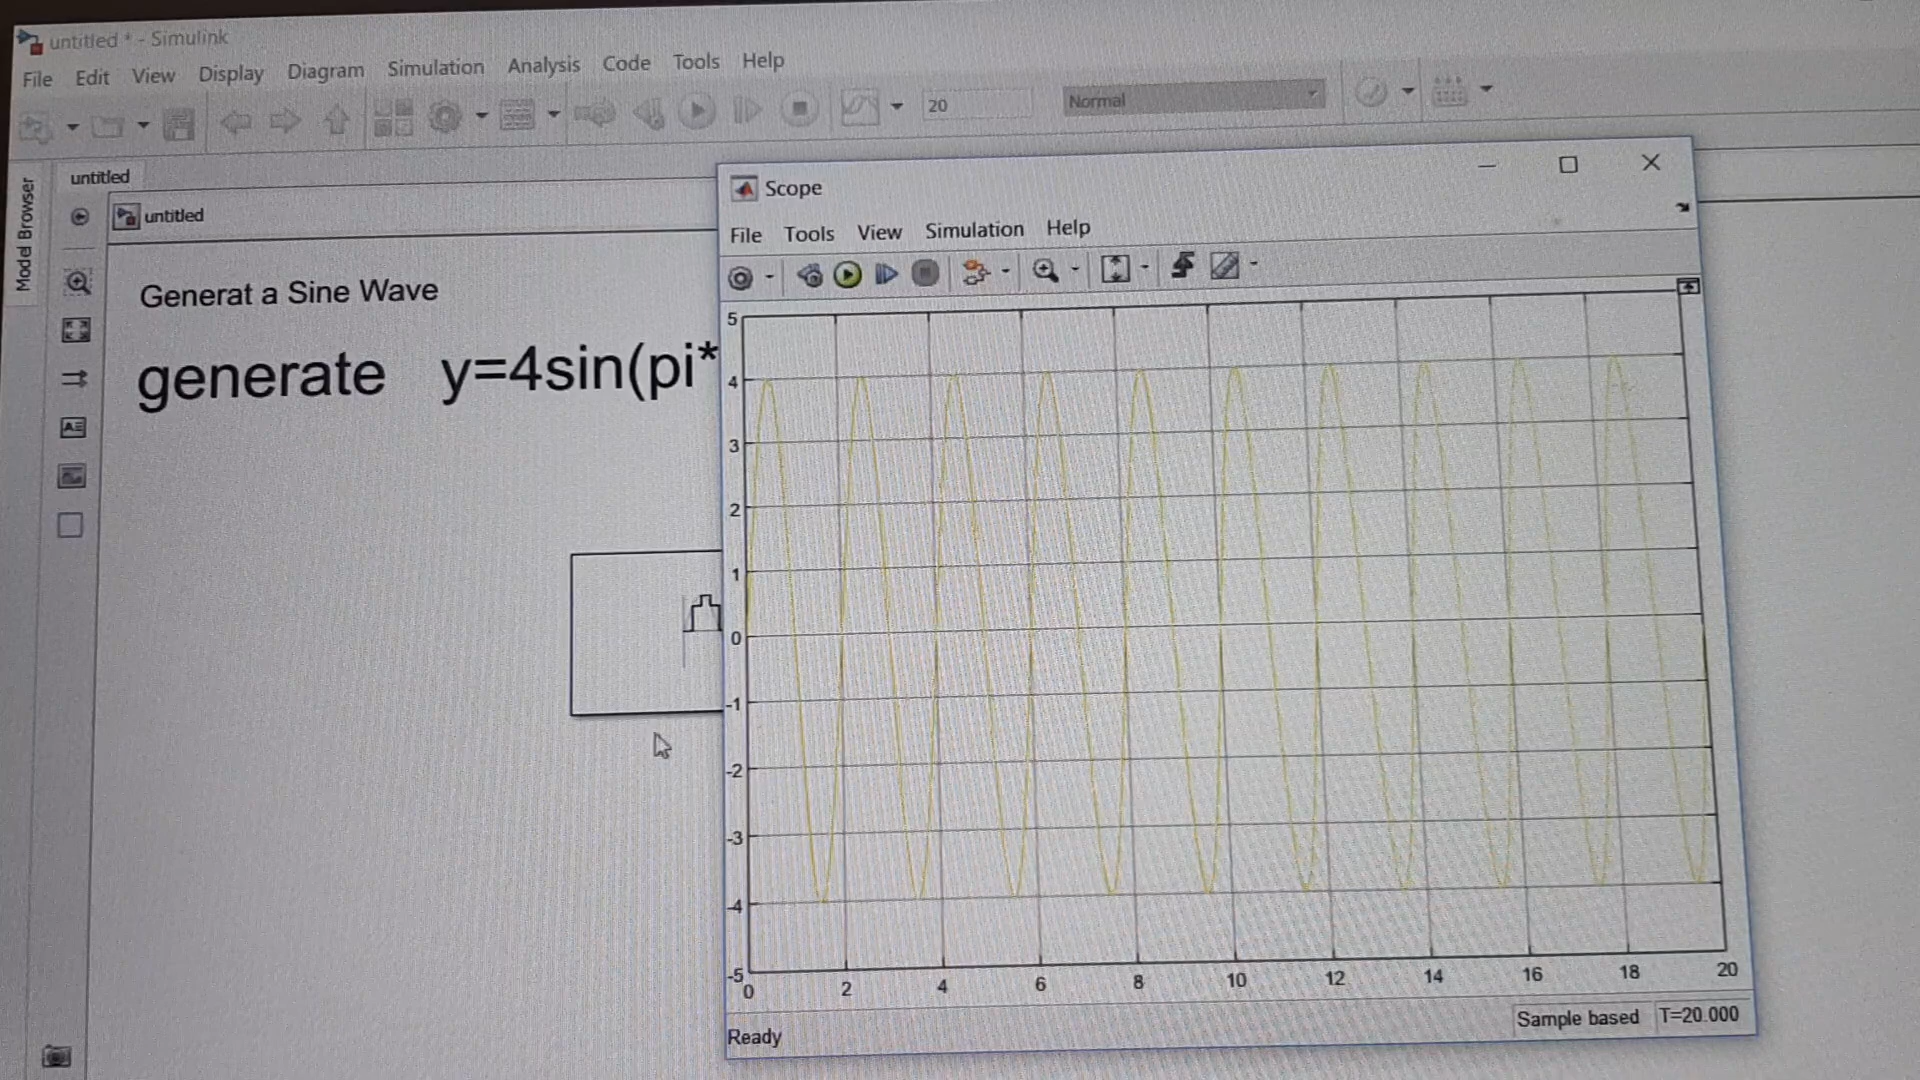 untitled * - Simulink
File Edit View Display Diagram Simulation Analysis Code Tools Help
20 Normal
Model Browser
untitled
untitled
Generat a Sine Wave
generate y=4sin(pi*
Scope
File Tools View Simulation Help
5
4
3
2
1
0
-1
-2
-3
-4
-5
0 2 4 6 8 10 12 14 16 18 20
Ready Sample based T=20.000